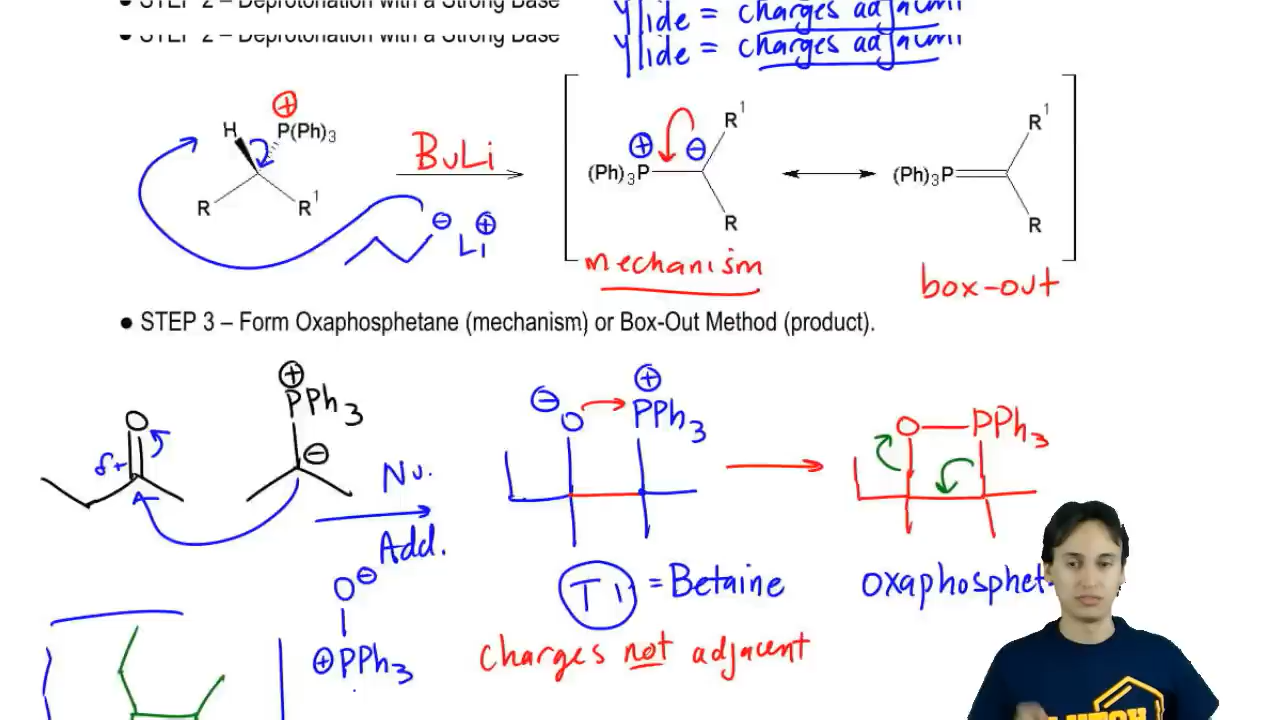 ● STEP 2 – Deprotonation with a Strong Base
Ylide = charges
● STEP 2 – Deprotonation with a Strong Base
Ylide = charges
H ⊕ P(Ph)3
R R1
BuLi
⊖ Li ⊕
(Ph)3P ⊕ ⊖ R1 R
mechanism
(Ph)3P R1 R
box-out
● STEP 3 – Form Oxaphosphetane (mechanism) or Box-Out Method (product).
O δ+
⊕ PPh3 ⊖
Nu.
Add.
⊖ O ⊕ PPh3
O PPh3
= Betaine
charges not adjacent
O⊖
⊕PPh3